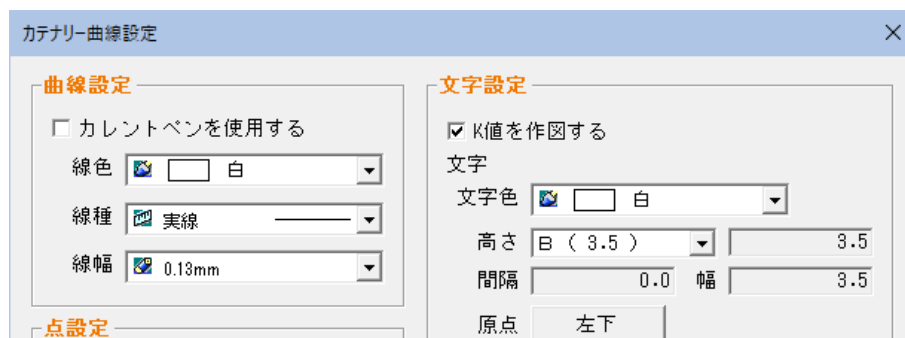 カテナリー曲線設定
曲線設定
カレントペンを使用する
線色 白
線種 実線
線幅 0.13mm
点設定
文字設定
K値を作図する
文字
文字色 白
高さ B ( 3.5 ) 3.5
間隔 0.0 幅 3.5
原点 左下